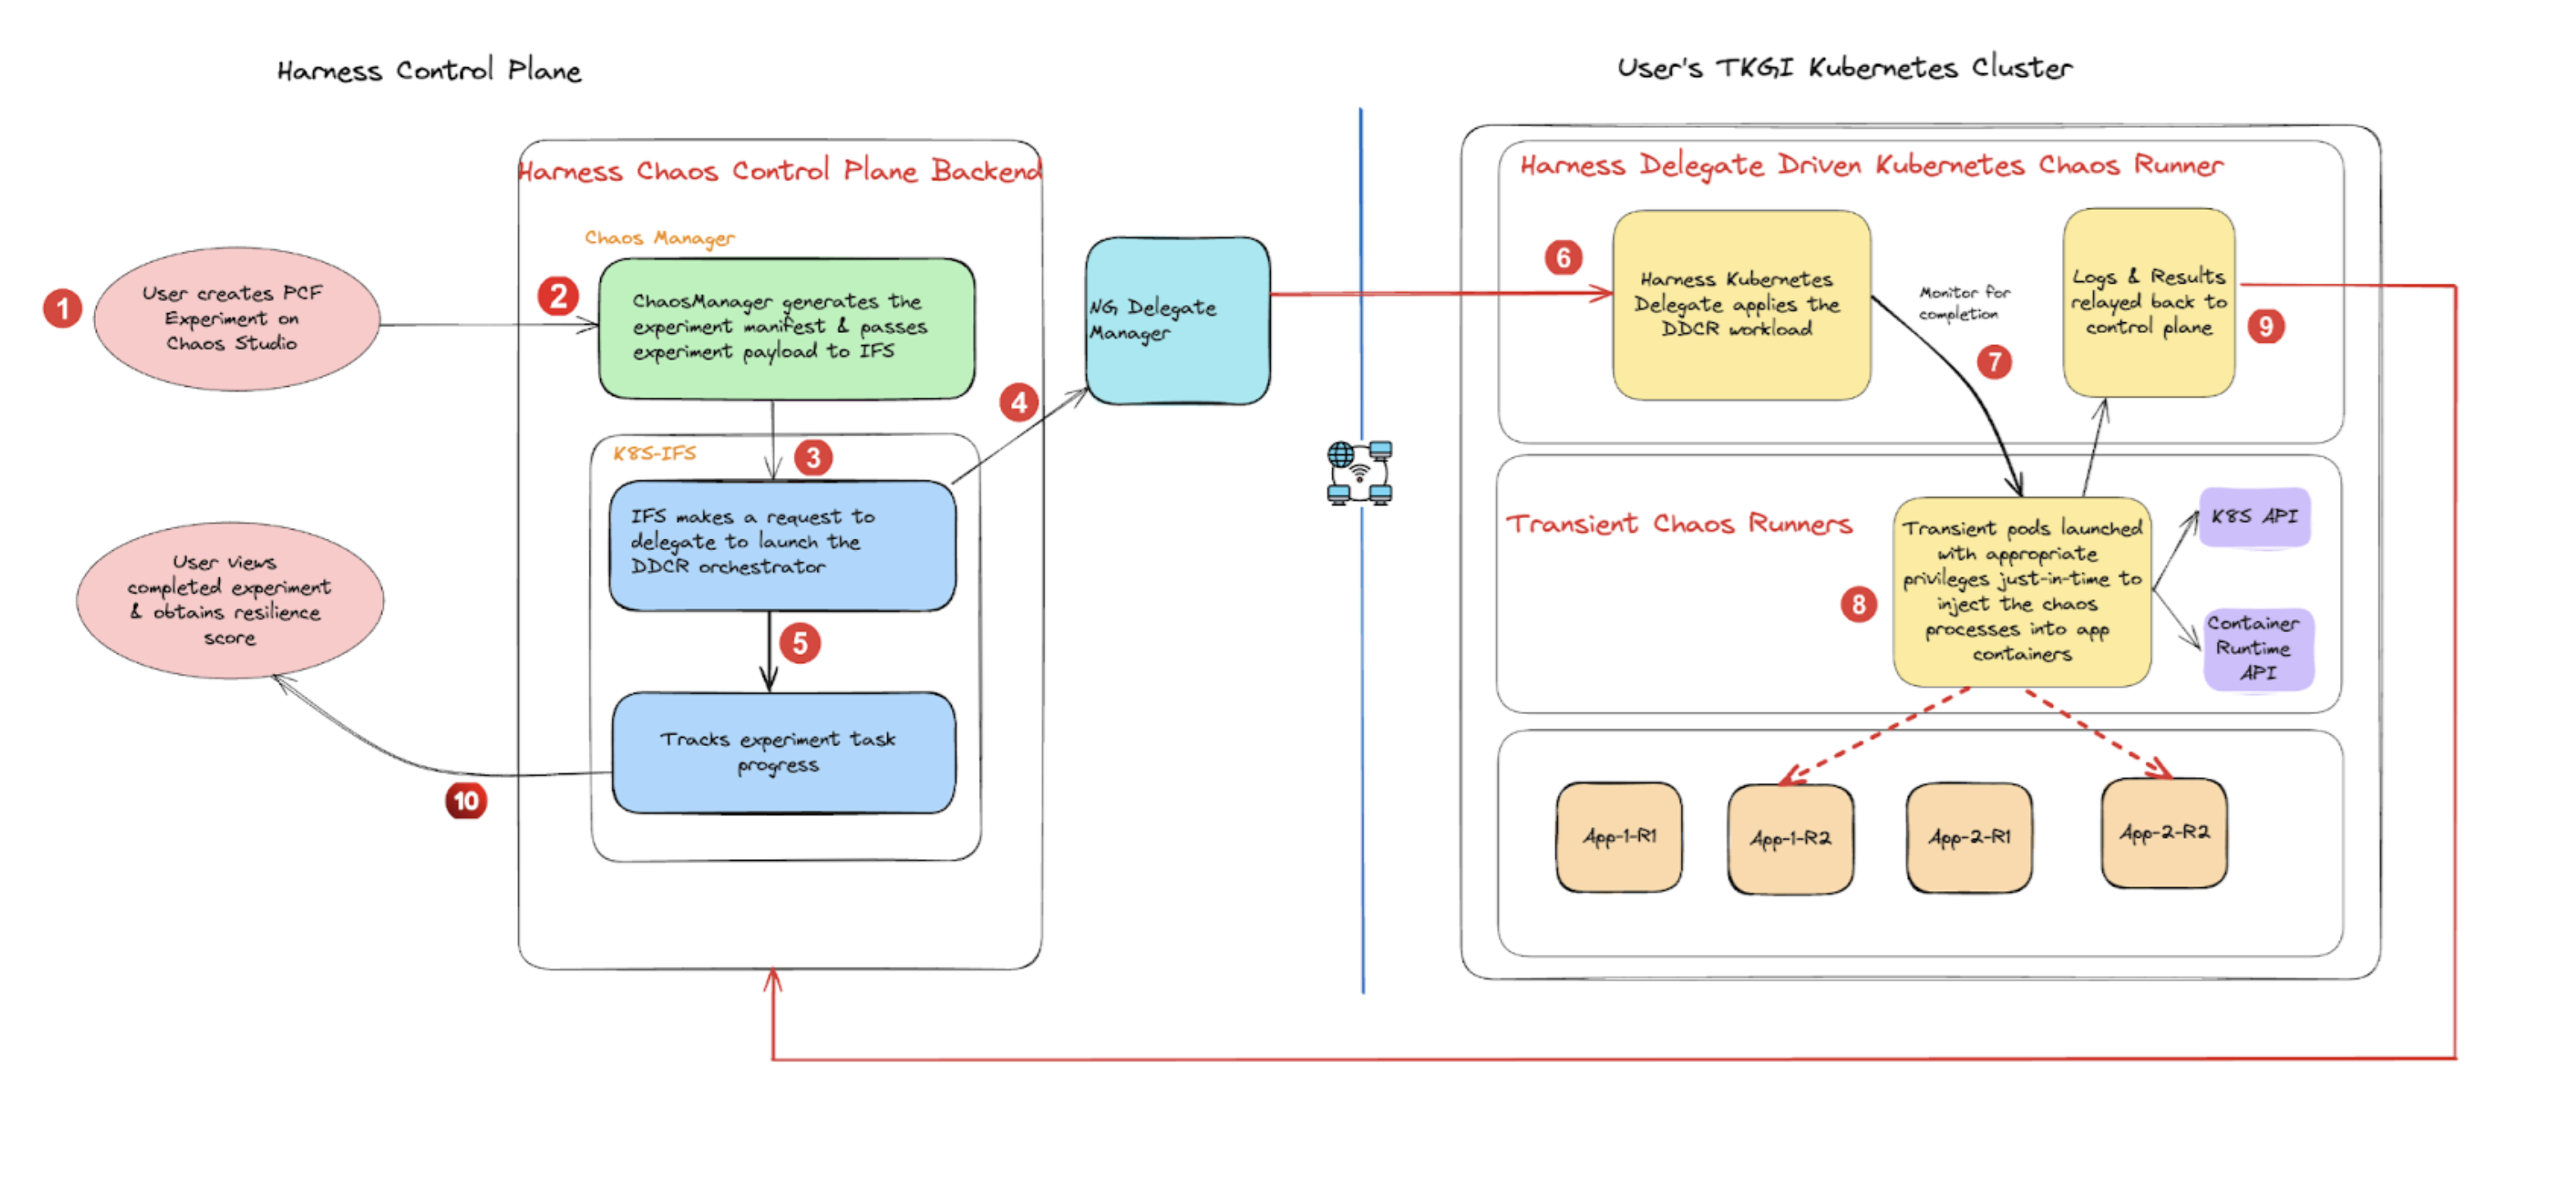 Harness Control Plane
User's TKGI Kubernetes Cluster
Harness Chaos Control Plane Backend
Chaos Manager
1
User creates PCF
Experiment on
Chaos Studio
2
ChaosManager generates the
experiment manifest & passes
experiment payload to IFS
3
K8S-IFS
IFS makes a request to
delegate to launch the
DDCR orchestrator
4
NG Delegate
Manager
5
Tracks experiment task
progress
User views
completed experiment
& obtains resilience
score
10
Harness Delegate Driven Kubernetes Chaos Runner
6
Harness Kubernetes
Delegate applies the
DDCR workload
Monitor for
completion
7
Logs & Results
relayed back to
control plane
9
Transient Chaos Runners
8
Transient pods launched
with appropriate
privileges just-in-time to
inject the chaos
processes into app
containers
K8S API
Container
Runtime
API
App-1-R1
App-1-R2
App-2-R1
App-2-R2